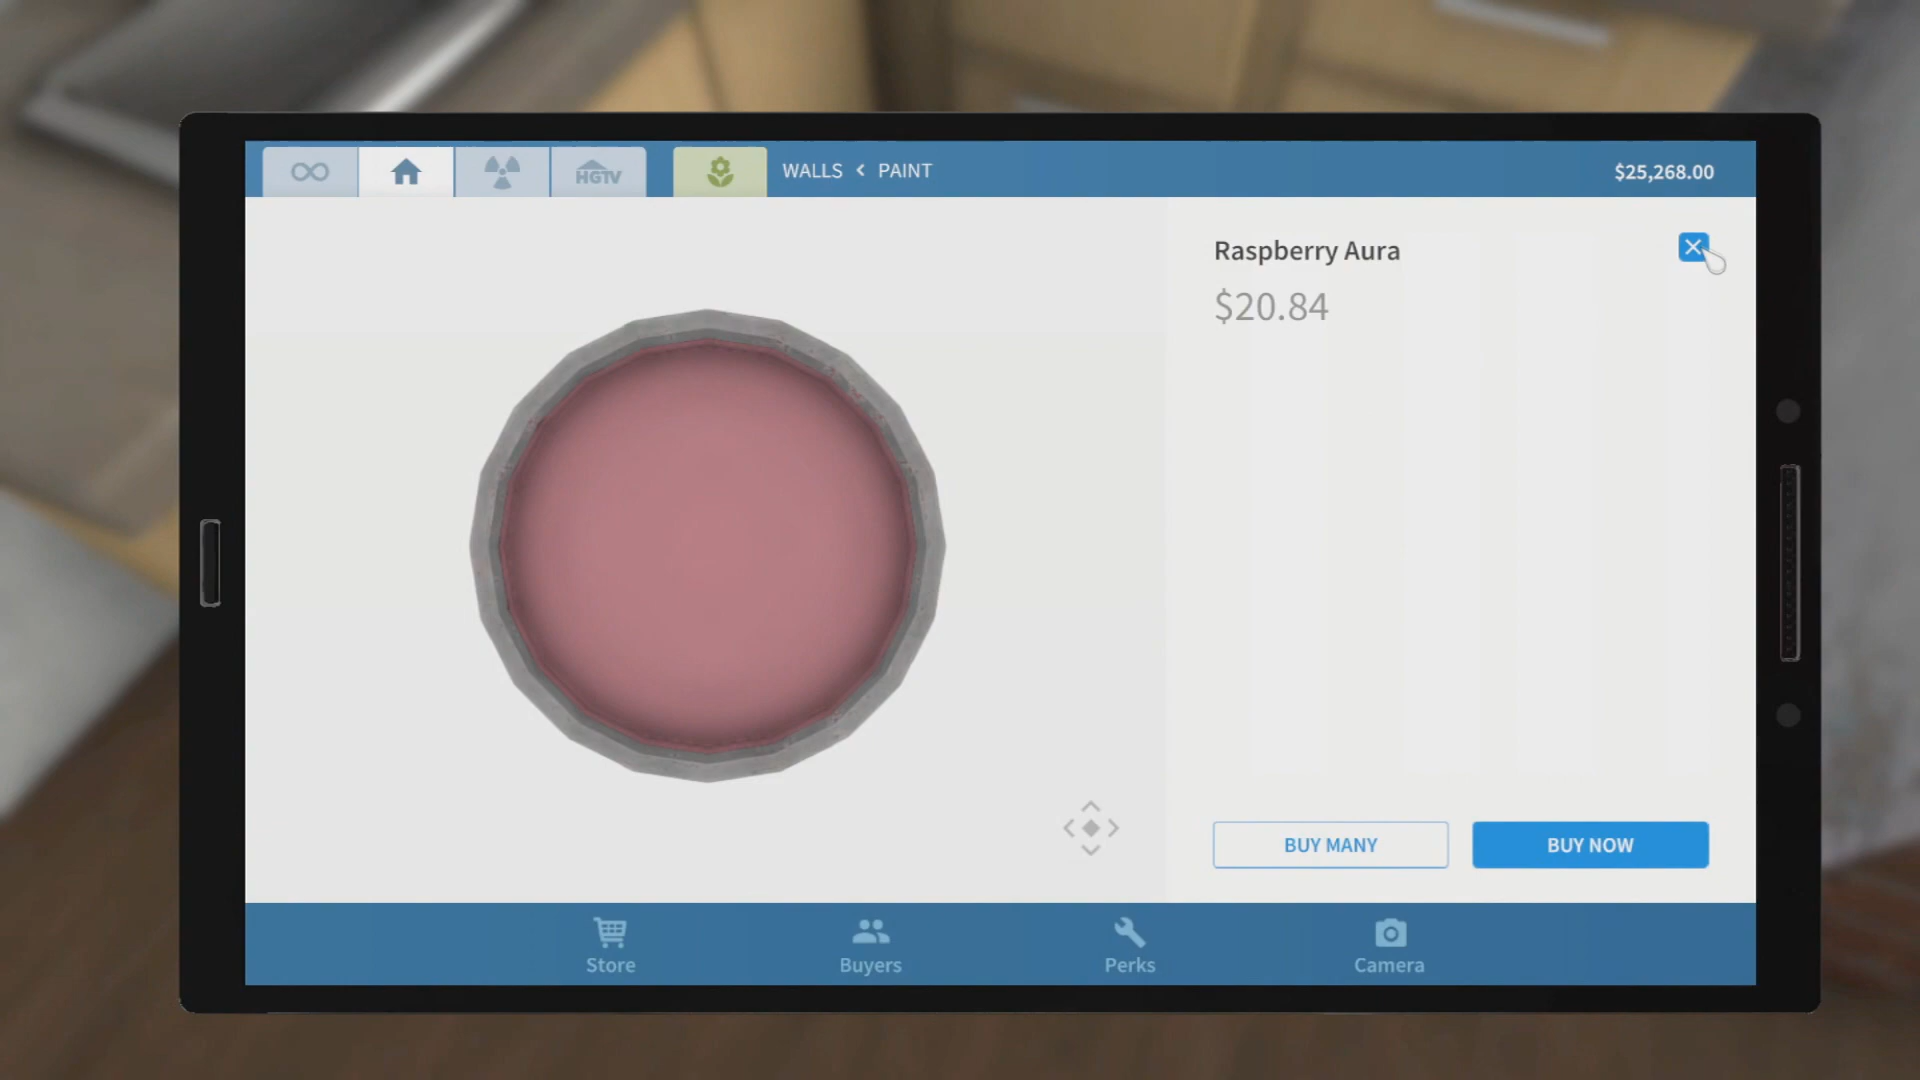 HGTV
WALLS < PAINT
$25,268.00
Raspberry Aura
$20.84
BUY MANY
BUY NOW
Store
Buyers
Perks
Camera